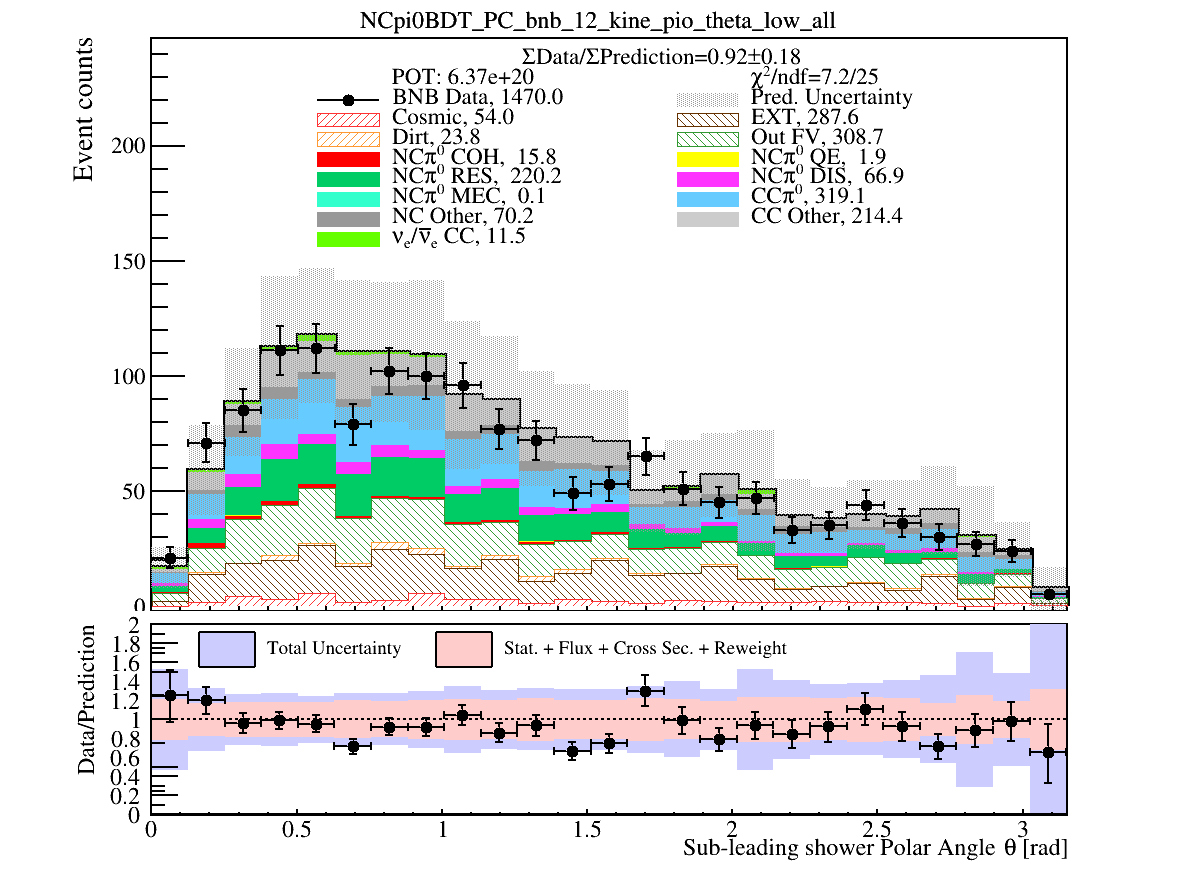 NCpi0BDT_PC_bnb_12_kine_pio_theta_low_all
ΣData/ΣPrediction=0.92±0.18
POT: 6.37e+20
χ²/ndf=7.2/25
BNB Data, 1470.0
Pred. Uncertainty
Cosmic, 54.0
EXT, 287.6
Dirt, 23.8
Out FV, 308.7
NCπ⁰ COH, 15.8
NCπ⁰ QE, 1.9
NCπ⁰ RES, 220.2
NCπ⁰ DIS, 66.9
NCπ⁰ MEC, 0.1
CCπ⁰, 319.1
NC Other, 70.2
CC Other, 214.4
νₑ/ν̅ₑ CC, 11.5
Event counts
200
150
100
50
0
Total Uncertainty
Stat. + Flux + Cross Sec. + Reweight
Data/Prediction
2
1.8
1.6
1.4
1.2
1
0.8
0.6
0.4
0.2
0
0 0.5 1 1.5 2 2.5 3
Sub-leading shower Polar Angle θ [rad]